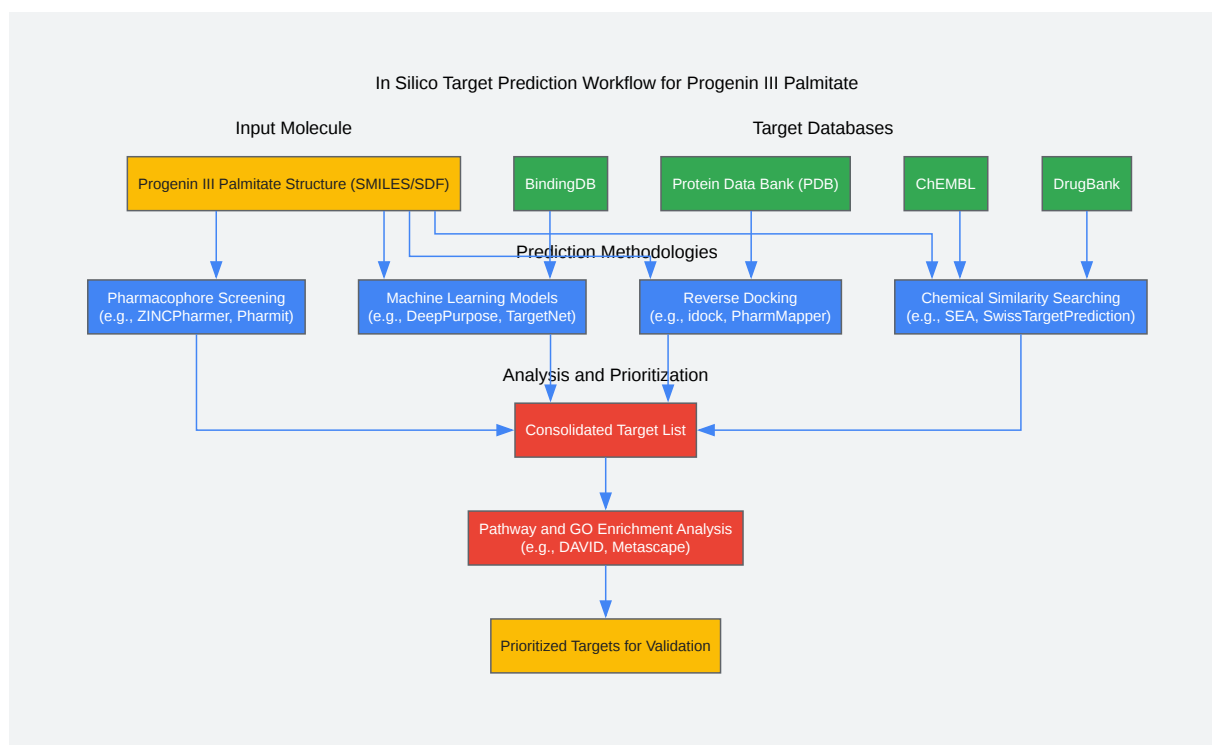 In Silico Target Prediction Workflow for Progenin III Palmitate
Input Molecule
Target Databases
Progenin III Palmitate Structure (SMILES/SDF)
BindingDB
Protein Data Bank (PDB)
ChEMBL
DrugBank
Prediction Methodologies
Pharmacophore Screening
(e.g., ZINCPharmer, Pharmit)
Machine Learning Models
(e.g., DeepPurpose, TargetNet)
Reverse Docking
(e.g., idock, PharmMapper)
Chemical Similarity Searching
(e.g., SEA, SwissTargetPrediction)
Analysis and Prioritization
Consolidated Target List
Pathway and GO Enrichment Analysis
(e.g., DAVID, Metascape)
Prioritized Targets for Validation